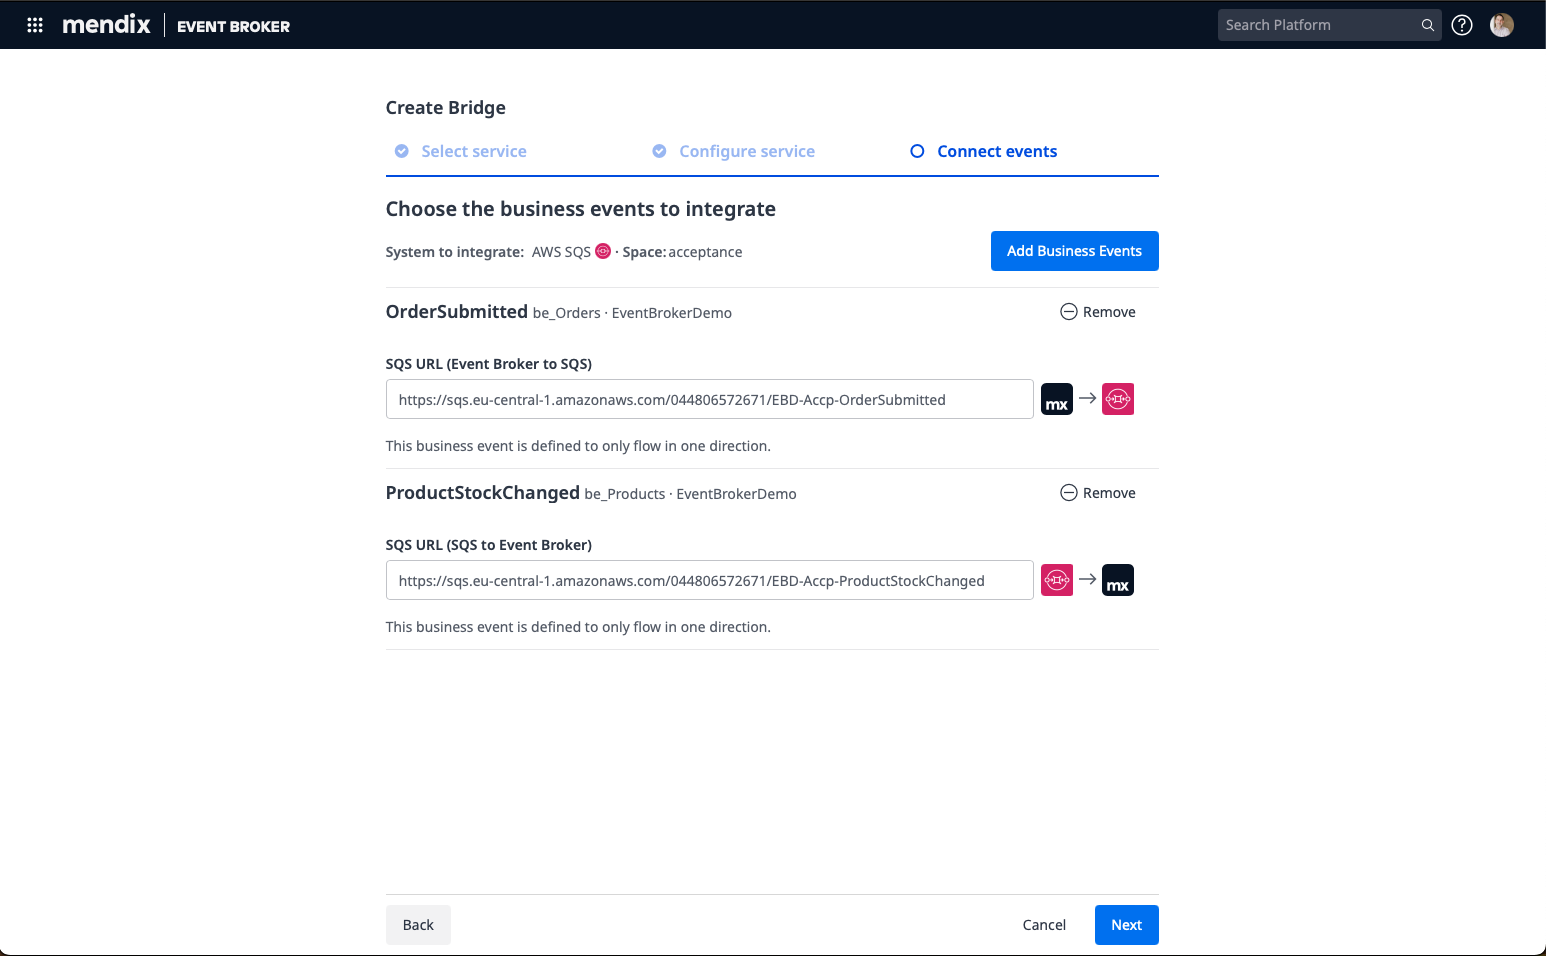 mendix EVENT BROKER Search Platform
Create Bridge
Select service Configure service Connect events
Choose the business events to integrate
System to integrate: AWS SQS · Space: acceptance Add Business Events
OrderSubmitted be_Orders · EventBrokerDemo Remove
SQS URL (Event Broker to SQS)
https://sqs.eu-central-1.amazonaws.com/044806572671/EBD-Accp-OrderSubmitted mx
This business event is defined to only flow in one direction.
ProductStockChanged be_Products · EventBrokerDemo Remove
SQS URL (SQS to Event Broker)
https://sqs.eu-central-1.amazonaws.com/044806572671/EBD-Accp-ProductStockChanged mx
This business event is defined to only flow in one direction.
Back Cancel Next